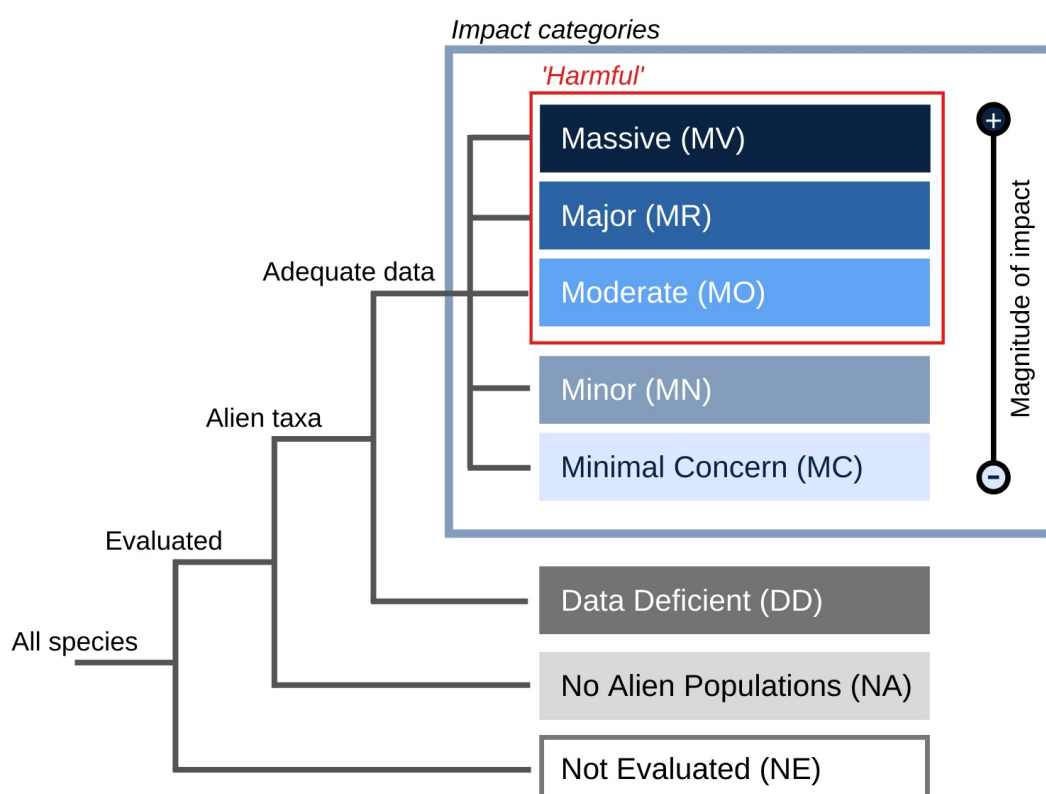 Impact categories
'Harmful'
Massive (MV)
Major (MR)
Moderate (MO)
Minor (MN)
Minimal Concern (MC)
+
Magnitude of impact
-
Adequate data
Alien taxa
Evaluated
All species
Data Deficient (DD)
No Alien Populations (NA)
Not Evaluated (NE)